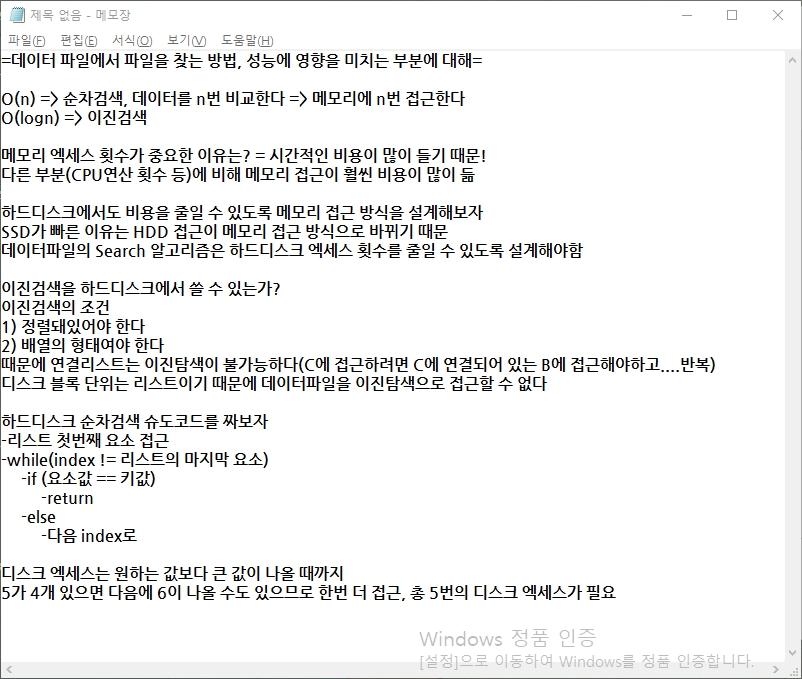 제목 없음 - 메모장
파일(F) 편집(E) 서식(O) 보기(V) 도움말(H)
=데이터 파일에서 파일을 찾는 방법, 성능에 영향을 미치는 부분에 대해=
O(n) => 순차검색, 데이터를 n번 비교한다 => 메모리에 n번 접근한다
O(logn) => 이진검색
메모리 엑세스 횟수가 중요한 이유는? = 시간적인 비용이 많이 들기 때문!
다른 부분(CPU연산 횟수 등)에 비해 메모리 접근이 훨씬 비용이 많이 듦
하드디스크에서도 비용을 줄일 수 있도록 메모리 접근 방식을 설계해보자
SSD가 빠른 이유는 HDD 접근이 메모리 접근 방식으로 바뀌기 때문
데이터파일의 Search 알고리즘은 하드디스크 엑세스 횟수를 줄일 수 있도록 설계해야함
이진검색을 하드디스크에서 쓸 수 있는가?
이진검색의 조건
1) 정렬돼있어야 한다
2) 배열의 형태여야 한다
때문에 연결리스트는 이진탐색이 불가능하다(C에 접근하려면 C에 연결되어 있는 B에 접근해야하고....반복)
디스크 블록 단위는 리스트이기 때문에 데이터파일을 이진탐색으로 접근할 수 없다
하드디스크 순차검색 슈도코드를 짜보자
-리스트 첫번째 요소 접근
-while(index != 리스트의 마지막 요소)
-if (요소값 == 키값)
-return
-else
-다음 index로
디스크 엑세스는 원하는 값보다 큰 값이 나올 때까지
5가 4개 있으면 다음에 6이 나올 수도 있으므로 한번 더 접근, 총 5번의 디스크 엑세스가 필요
Windows 정품 인증
[설정]으로 이동하여 Windows를 정품 인증합니다.